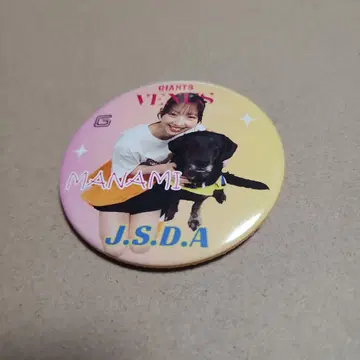 GIANTS
VENUS
G
MANAMI
J.S.D.A